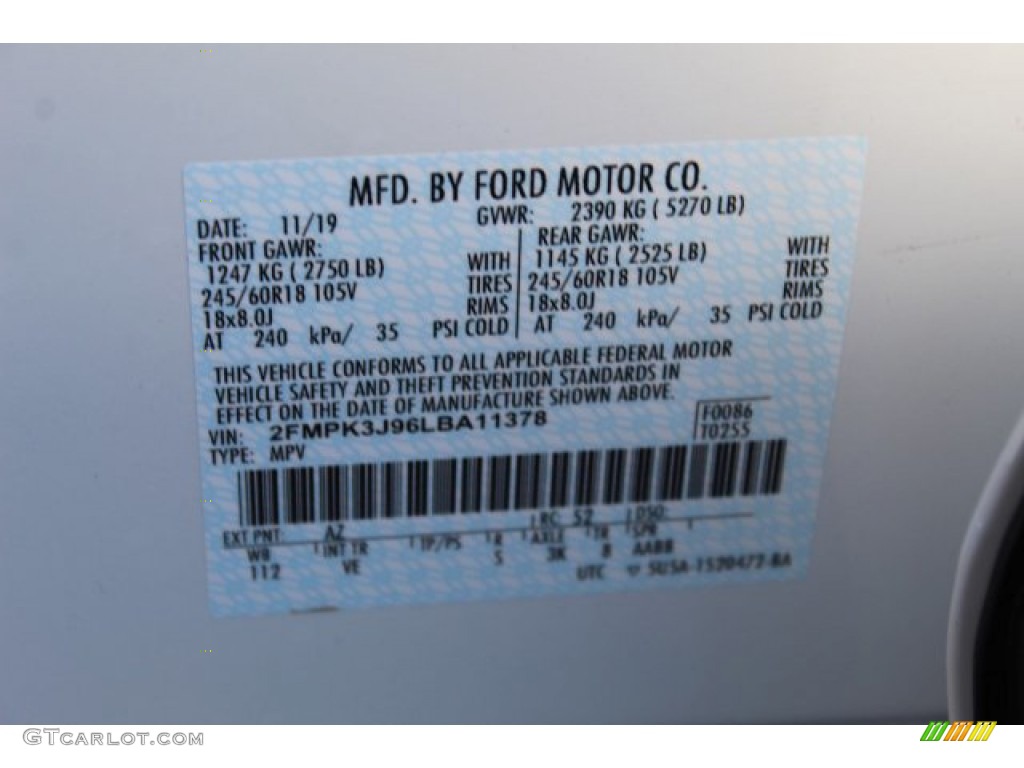 MFD. BY FORD MOTOR CO.
DATE: 11/19 GVWR: 2390 KG ( 5270 LB)
FRONT GAWR: REAR GAWR:
1247 KG ( 2750 LB) WITH 1145 KG ( 2525 LB) WITH
245/60R18 105V TIRES 245/60R18 105V TIRES
18x8.0J RIMS 18x8.0J RIMS
AT 240 kPa/ 35 PSI COLD AT 240 kPa/ 35 PSI COLD
THIS VEHICLE CONFORMS TO ALL APPLICABLE FEDERAL MOTOR
VEHICLE SAFETY AND THEFT PREVENTION STANDARDS IN
EFFECT ON THE DATE OF MANUFACTURE SHOWN ABOVE.
VIN: 2FMPK3J96LBA11378 F0086
TYPE: MPV T0255
EXT PNT: AZ RC: 52 DSO:
WB INT TR TP/PS R AXLE TR SPR
112 VE S 3K 8 AABB
UTC 5U5A-1520472-BA
GTCarlot.com